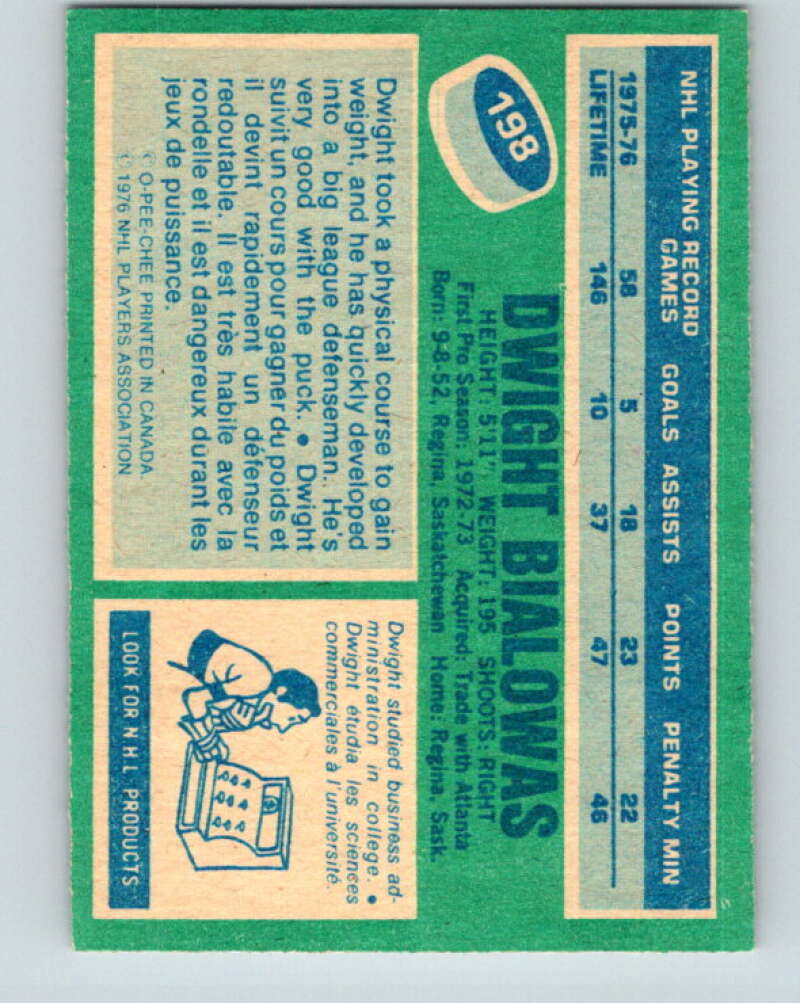 NHL PLAYING RECORD
GAMES GOALS ASSISTS POINTS PENALTY MIN
1975-76 58 5 18 23 22
LIFETIME 146 10 37 47 46
198
DWIGHT BIALOWAS
HEIGHT: 5'11" WEIGHT: 195 SHOOTS: RIGHT
First Pro Season: 1972-73 Acquired: Trade with Atlanta
Born: 9-8-52, Regina, Saskatchewan Home: Regina, Sask.
Dwight took a physical course to gain
weight, and he has quickly developed
into a big league defenseman. He's
very good with the puck. • Dwight
suivit un cours pour gagner du poids et
il devint rapidement un défenseur
redoutable. Il est très habile avec la
rondelle et il est dangereux durant les
jeux de puissance.
© O-PEE-CHEE PRINTED IN CANADA.
© 1976 NHL PLAYERS ASSOCIATION
Dwight studied business ad-
ministration in college. •
Dwight étudia les sciences
commerciales à l'université.
LOOK FOR N H L PRODUCTS